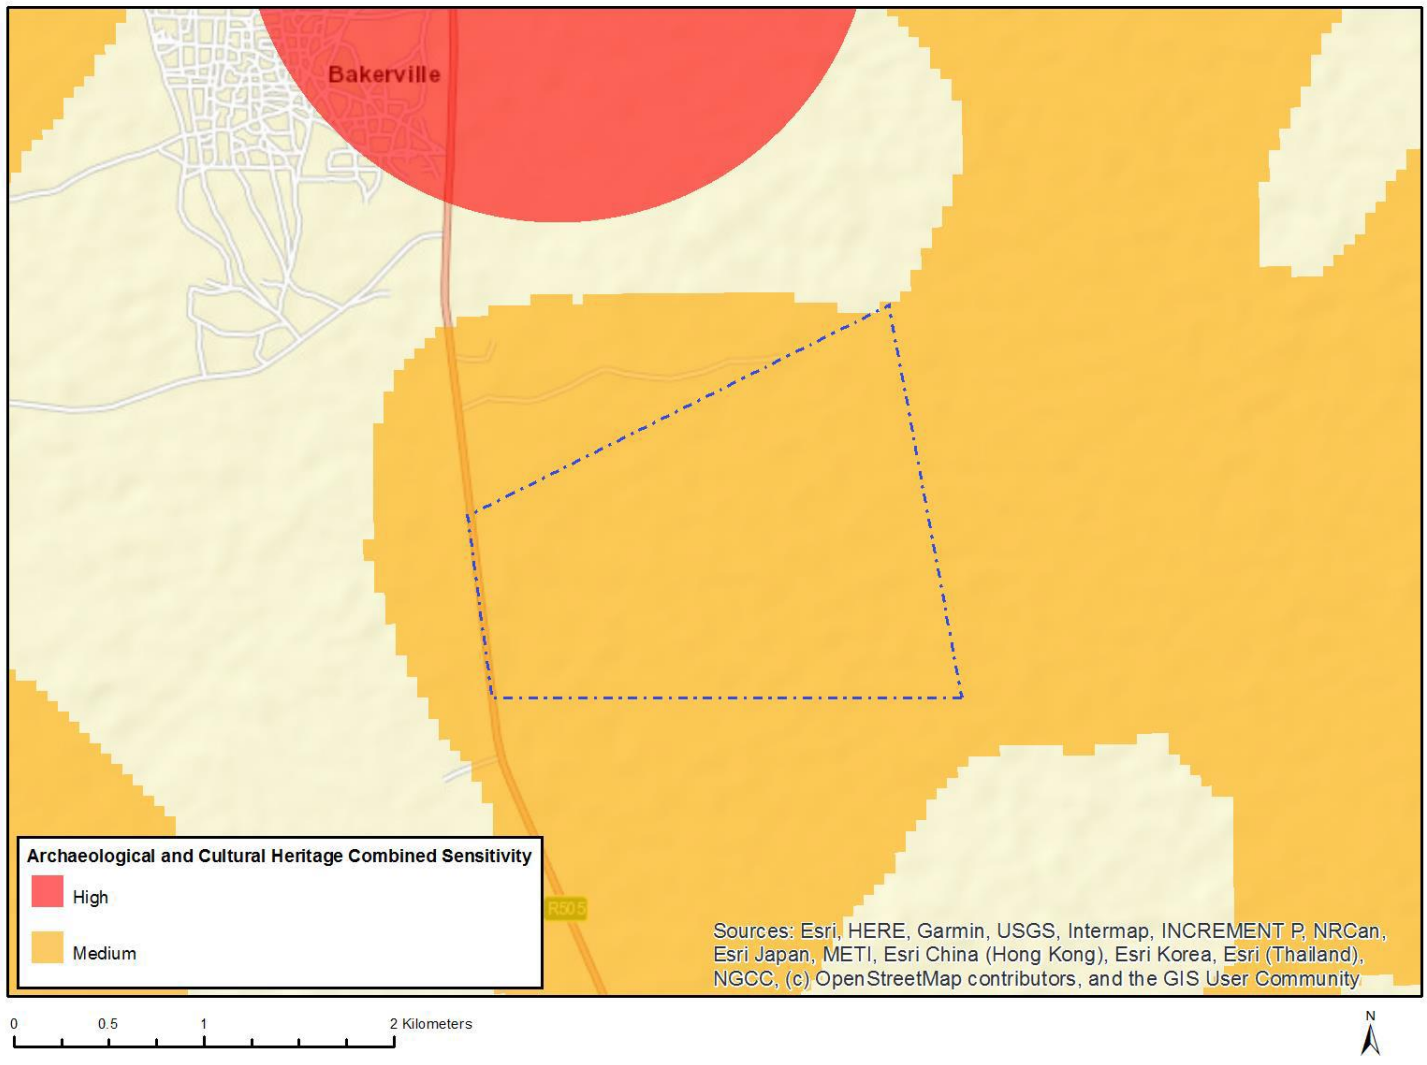 Bakerville
Archaeological and Cultural Heritage Combined Sensitivity
High
Medium
R505
Sources: Esri, HERE, Garmin, USGS, Intermap, INCREMENT P, NRCan,
Esri Japan, METI, Esri China (Hong Kong), Esri Korea, Esri (Thailand),
NGCC, (c) OpenStreetMap contributors, and the GIS User Community
0 0.5 1 2 Kilometers
N